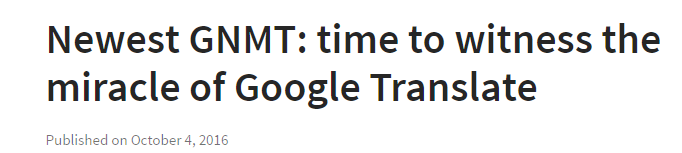 Newest GNMT: time to witness the
miracle of Google Translate
Published on October 4, 2016